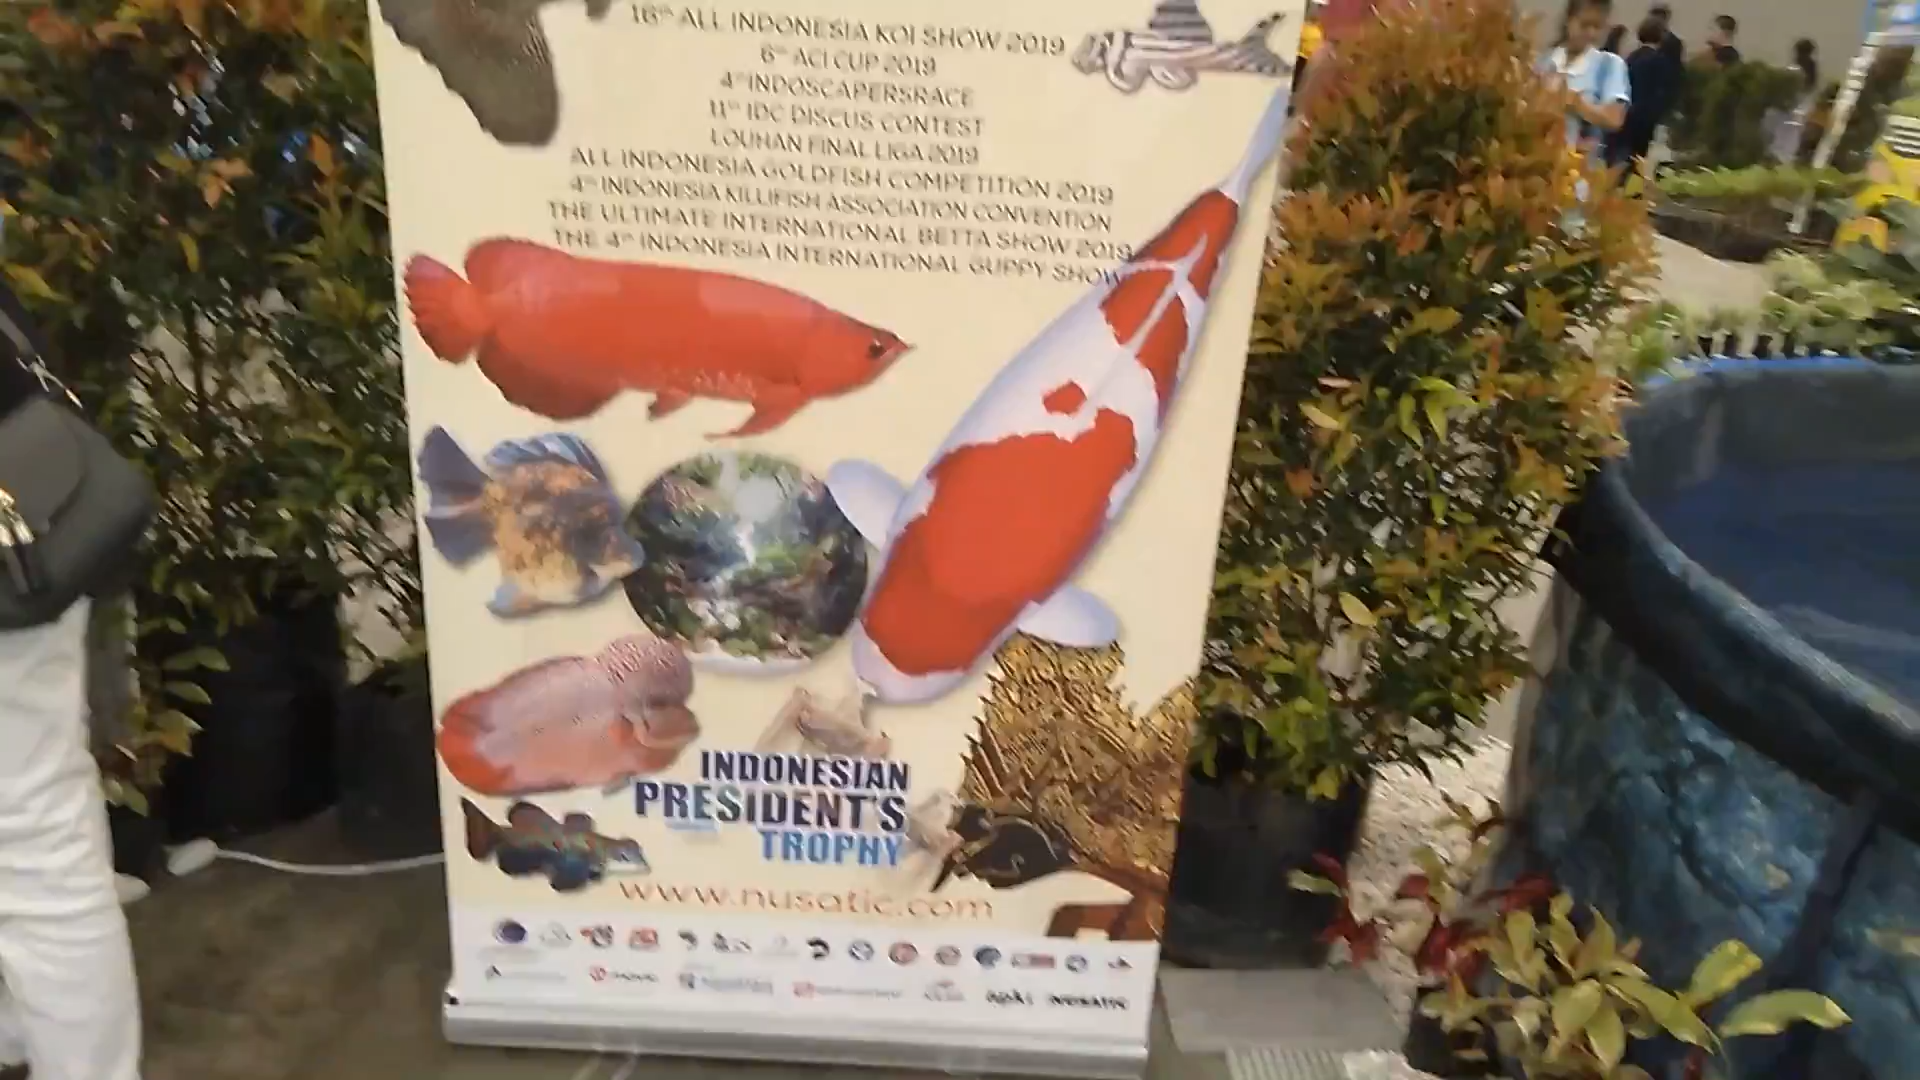 16th ALL INDONESIA KOI SHOW 2019
6th ACI CUP 2019
4th INDOSCAPERSRACE
11th IDC DISCUS CONTEST
LOUHAN FINAL LIGA 2019
ALL INDONESIA GOLDFISH COMPETITION 2019
4th INDONESIA KILLIFISH ASSOCIATION CONVENTION
THE ULTIMATE INTERNATIONAL BETTA SHOW 2019
THE 4th INDONESIA INTERNATIONAL GUPPY SHOW
INDONESIAN
PRESIDENT'S
TROPHY
www.nusatic.com